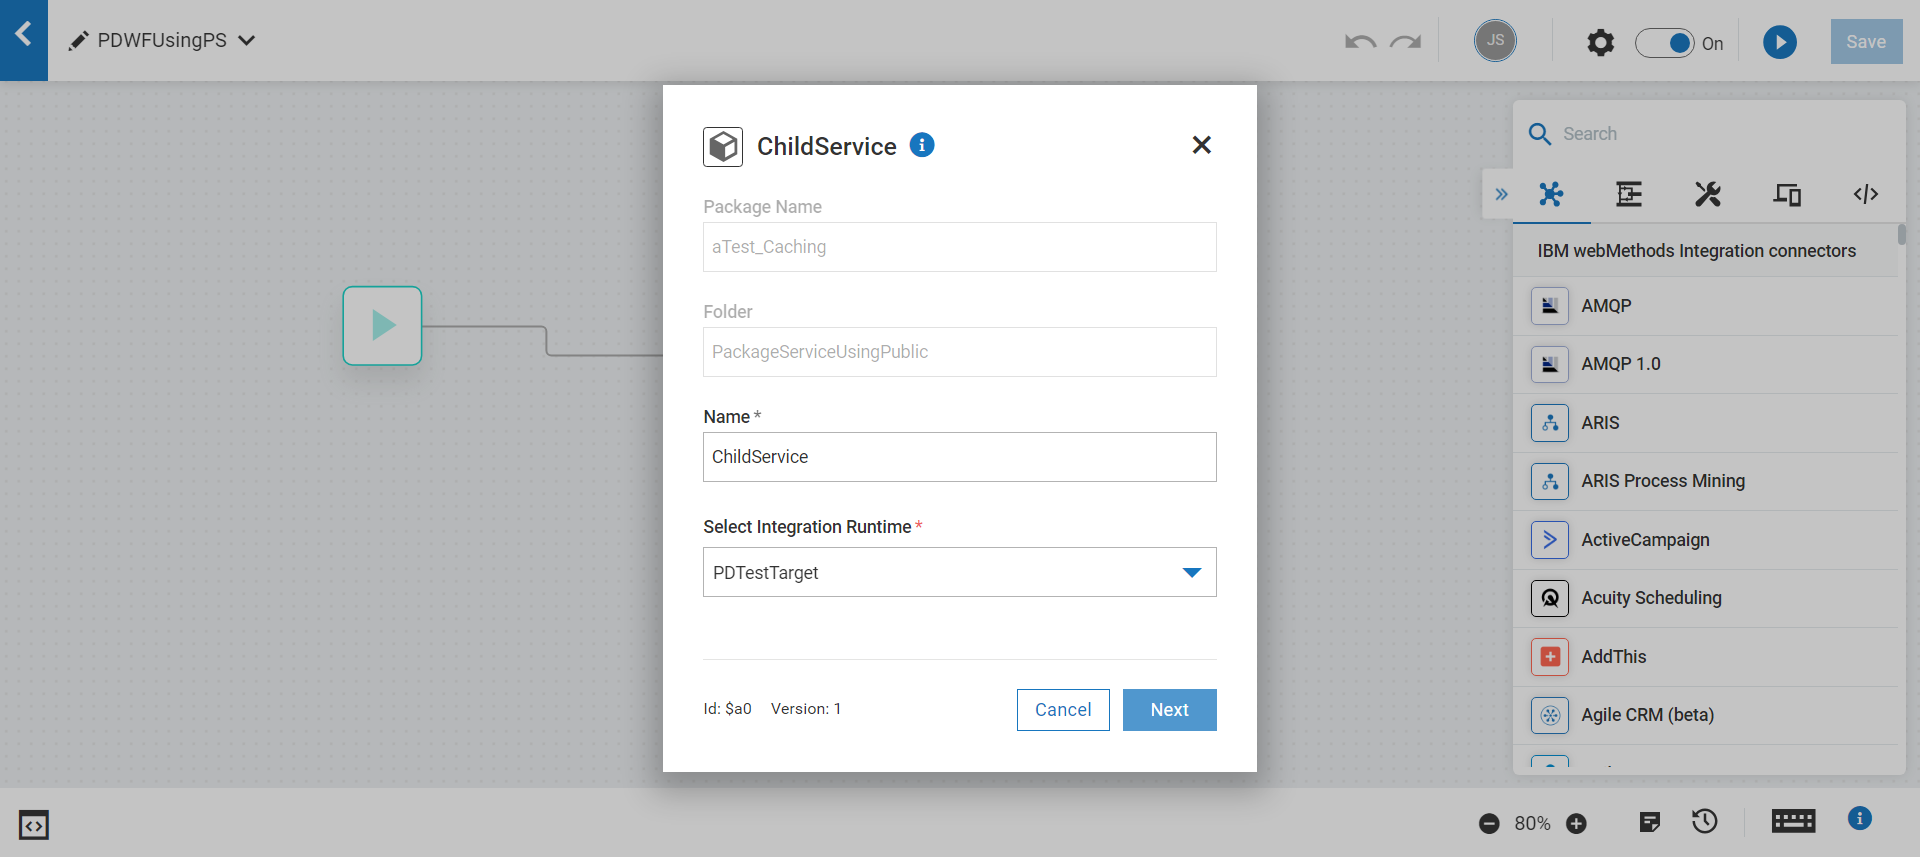 PDWFUsingPS
JS
On
Save
ChildService
Package Name
aTest_Caching
Folder
PackageServiceUsingPublic
Name *
ChildService
Select Integration Runtime *
PDTestTarget
Id: $a0 Version: 1
Cancel
Next
Search
IBM webMethods Integration connectors
AMQP
AMQP 1.0
ARIS
ARIS Process Mining
ActiveCampaign
Acuity Scheduling
AddThis
Agile CRM (beta)
80%